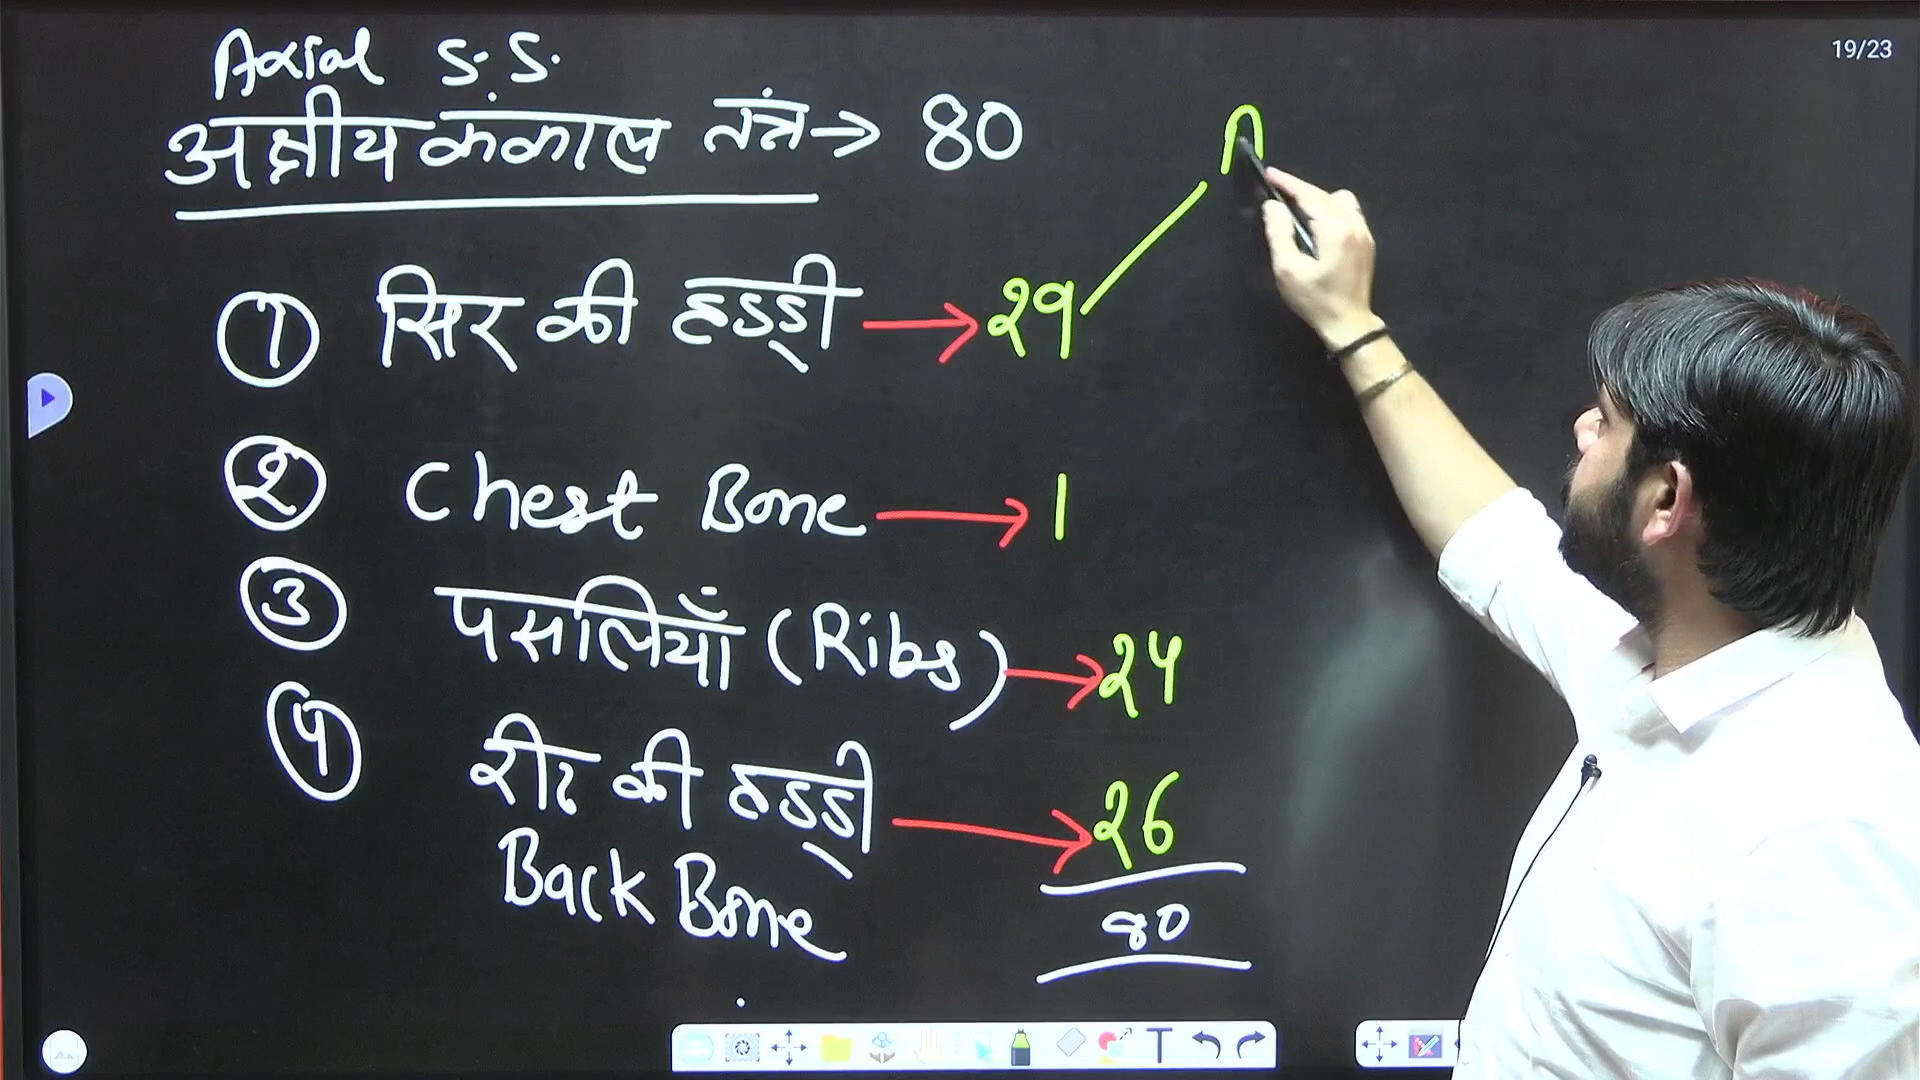 19/23
Axial S.S.
अक्षीय कंकाल तंत्र → 80
① सिर की हड्डी → 29
② Chest Bone → 1
③ पसलियाँ (Ribs) → 24
④ रीढ की हड्डी → 26
Back Bone
80